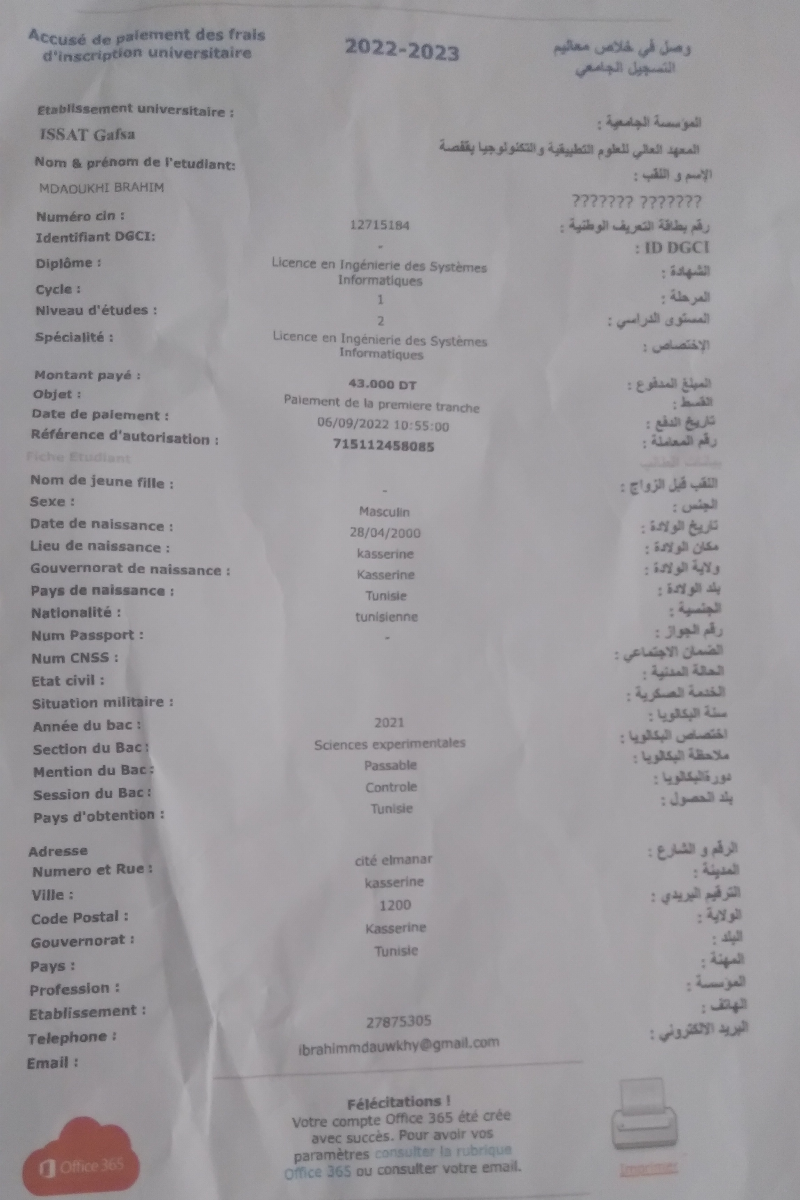 Accusé de paiement des frais
d'inscription universitaire
2022-2023
وصل في خلاص معاليم
التسجيل الجامعي
Etablissement universitaire :
المؤسسة الجامعية :
ISSAT Gafsa
المعهد العالي للعلوم التطبيقية والتكنولوجيا بقفصة
Nom & prénom de l'etudiant:
الإسم و اللقب :
MDAOUKHI BRAHIM
??????? ???????
Numéro cin :
12715184
رقم بطاقة التعريف الوطنية :
Identifiant DGCI:
-
: ID DGCI
Diplôme :
Licence en Ingénierie des Systèmes
Informatiques
الشهادة :
Cycle :
1
المرحلة :
Niveau d'études :
2
المستوى الدراسي :
Spécialité :
Licence en Ingénierie des Systèmes
Informatiques
الإختصاص :
Montant payé :
43.000 DT
المبلغ المدفوع :
Objet :
Paiement de la premiere tranche
القسط :
Date de paiement :
06/09/2022 10:55:00
تاريخ الدفع :
Référence d'autorisation :
715112458085
رقم المعاملة :
Fiche Etudiant
بيانات الطالب
Nom de jeune fille :
-
اللقب قبل الزواج :
Sexe :
Masculin
الجنس :
Date de naissance :
28/04/2000
تاريخ الولادة :
Lieu de naissance :
kasserine
مكان الولادة :
Gouvernorat de naissance :
Kasserine
ولاية الولادة :
Pays de naissance :
Tunisie
بلد الولادة :
Nationalité :
tunisienne
الجنسية :
Num Passport :
-
رقم الجواز :
Num CNSS :
الضمان الاجتماعي :
Etat civil :
الحالة المدنية :
Situation militaire :
الخدمة العسكرية :
Année du bac :
2021
سنة البكالويا :
Section du Bac:
Sciences experimentales
اختصاص البكالويا :
Mention du Bac:
Passable
ملاحظة البكالويا :
Session du Bac:
Controle
دورةالبكالويا :
Pays d'obtention :
Tunisie
بلد الحصول :
Adresse
Numero et Rue :
cité elmanar
الرقم و الشارع :
Ville :
kasserine
المدينة :
Code Postal :
1200
الترقيم البريدي :
Gouvernorat :
Kasserine
الولاية :
Pays :
Tunisie
البلد :
Profession :
المهنة :
Etablissement :
المؤسسة :
Telephone :
27875305
الهاتف :
Email :
ibrahimmdauwkhy@gmail.com
البريد الالكتروني :
Félécitations !
Votre compte Office 365 été crée
avec succès. Pour avoir vos
paramètres consulter la rubrique
Office 365 ou consulter votre email.
Office 365
Imprimer